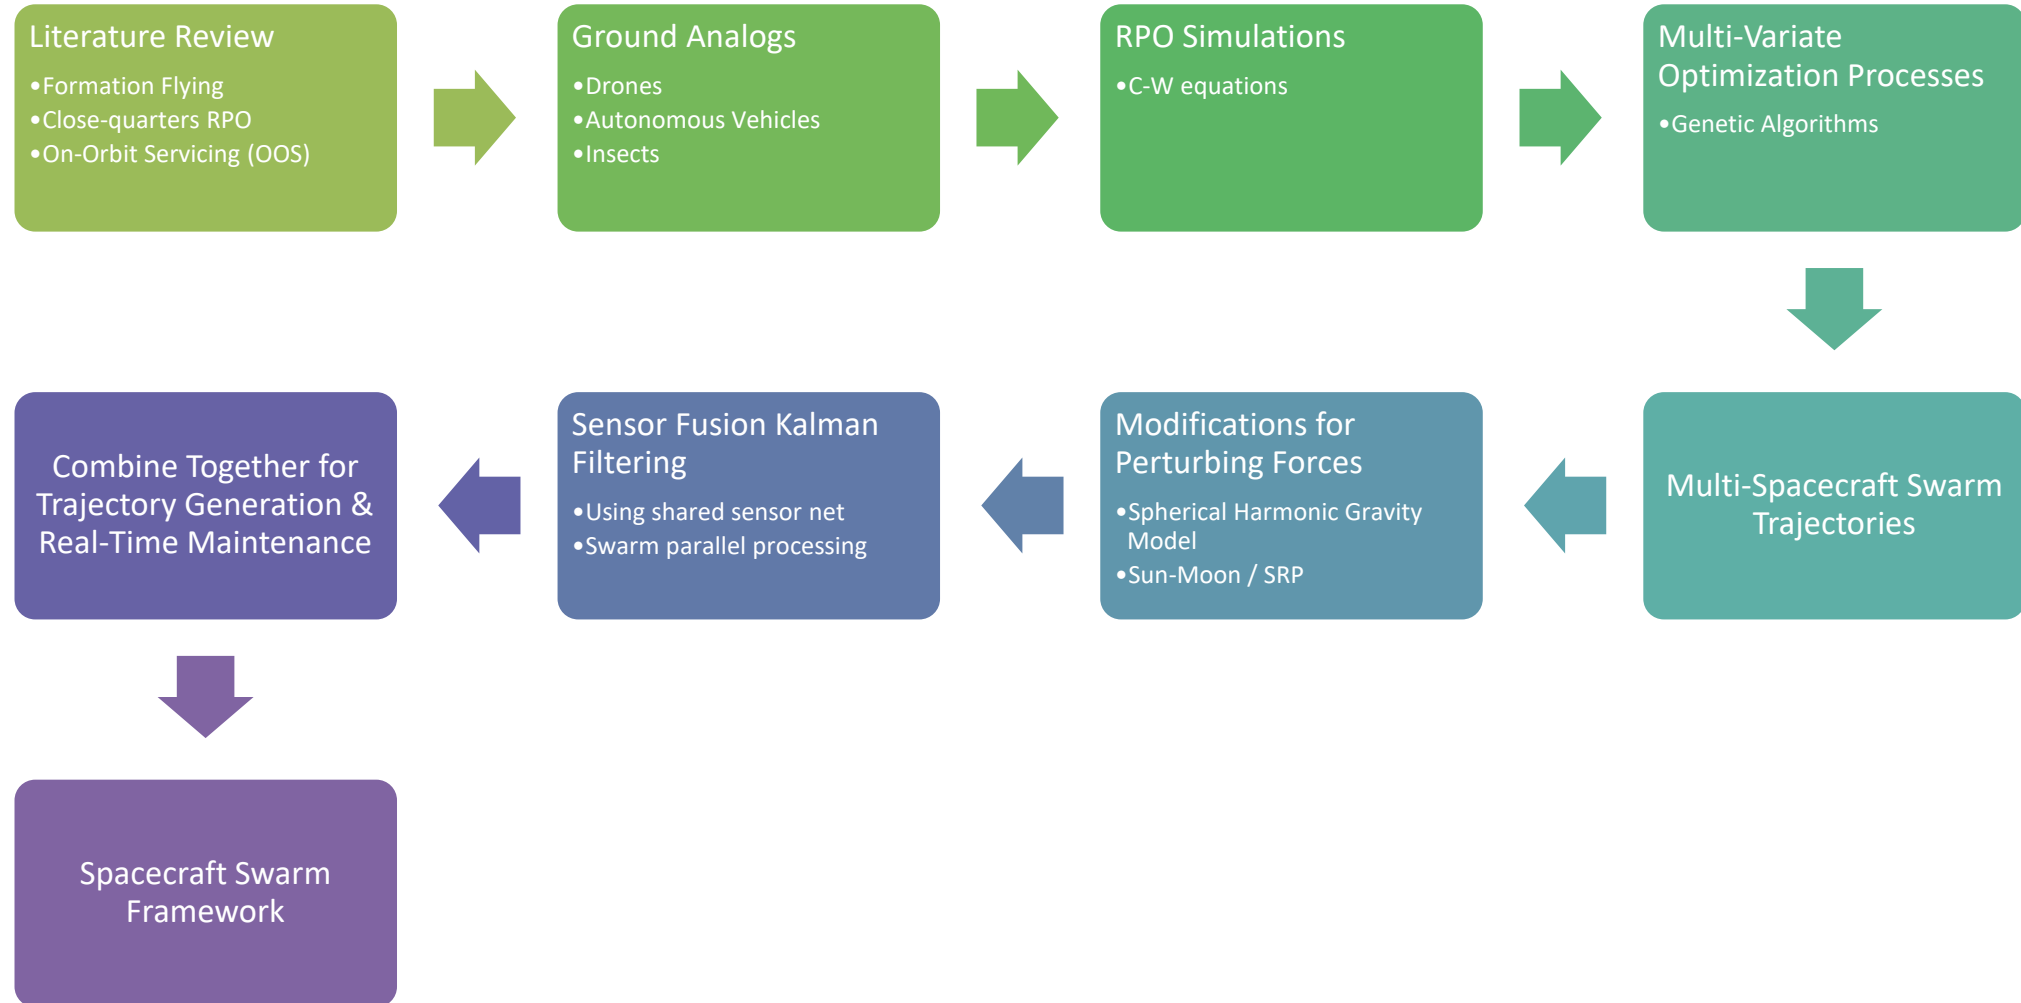 Literature Review
•Formation Flying
•Close-quarters RPO
•On-Orbit Servicing (OOS)
Ground Analogs
•Drones
•Autonomous Vehicles
•Insects
RPO Simulations
•C-W equations
Multi-Variate
Optimization Processes
•Genetic Algorithms
Multi-Spacecraft Swarm
Trajectories
Modifications for
Perturbing Forces
•Spherical Harmonic Gravity
Model
•Sun-Moon / SRP
Sensor Fusion Kalman
Filtering
•Using shared sensor net
•Swarm parallel processing
Combine Together for
Trajectory Generation &
Real-Time Maintenance
Spacecraft Swarm
Framework